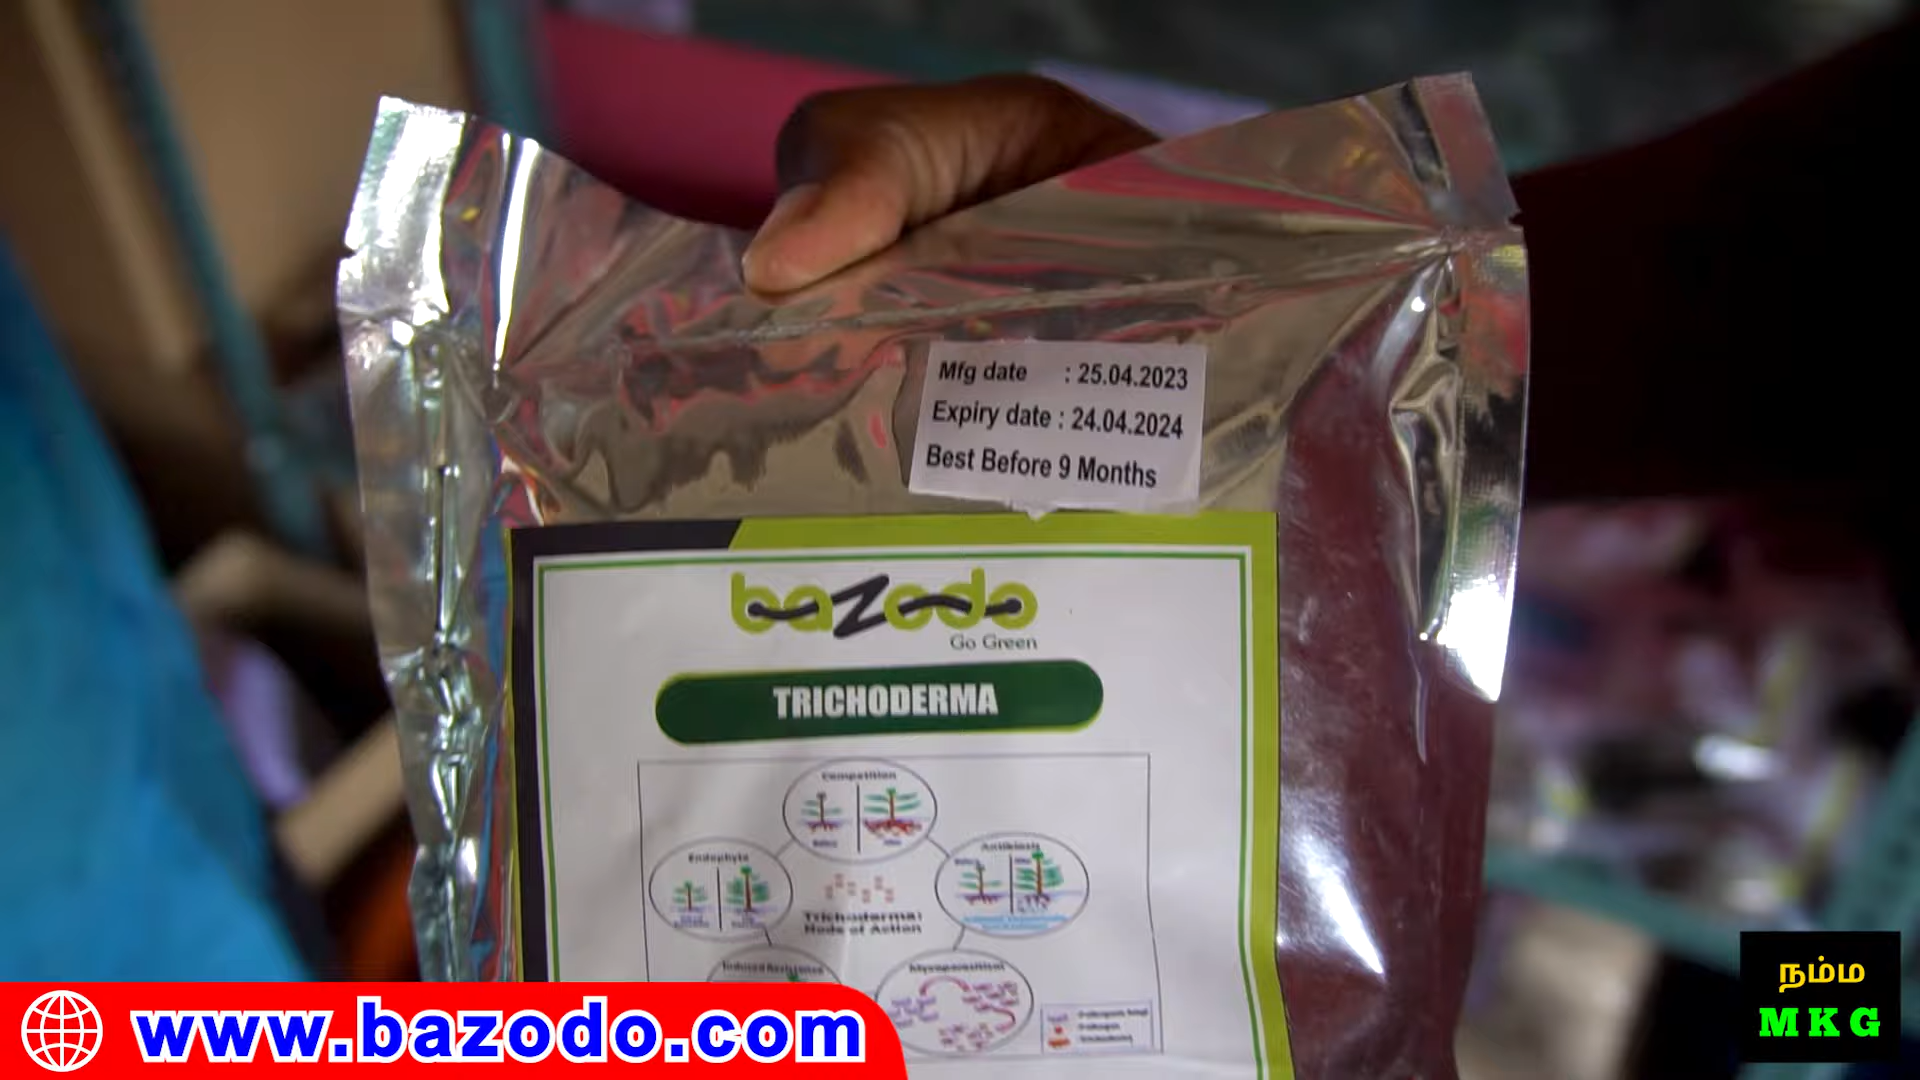 Mfg date : 25.04.2023
Expiry date : 24.04.2024
Best Before 9 Months
bazodo
Go Green
TRICHODERMA
Competition
Endophyte
Antibiosis
Trichoderma:
Mode of Action
Induced Resistance
Mycoparasitism
www.bazodo.com
நம்ம
MKG